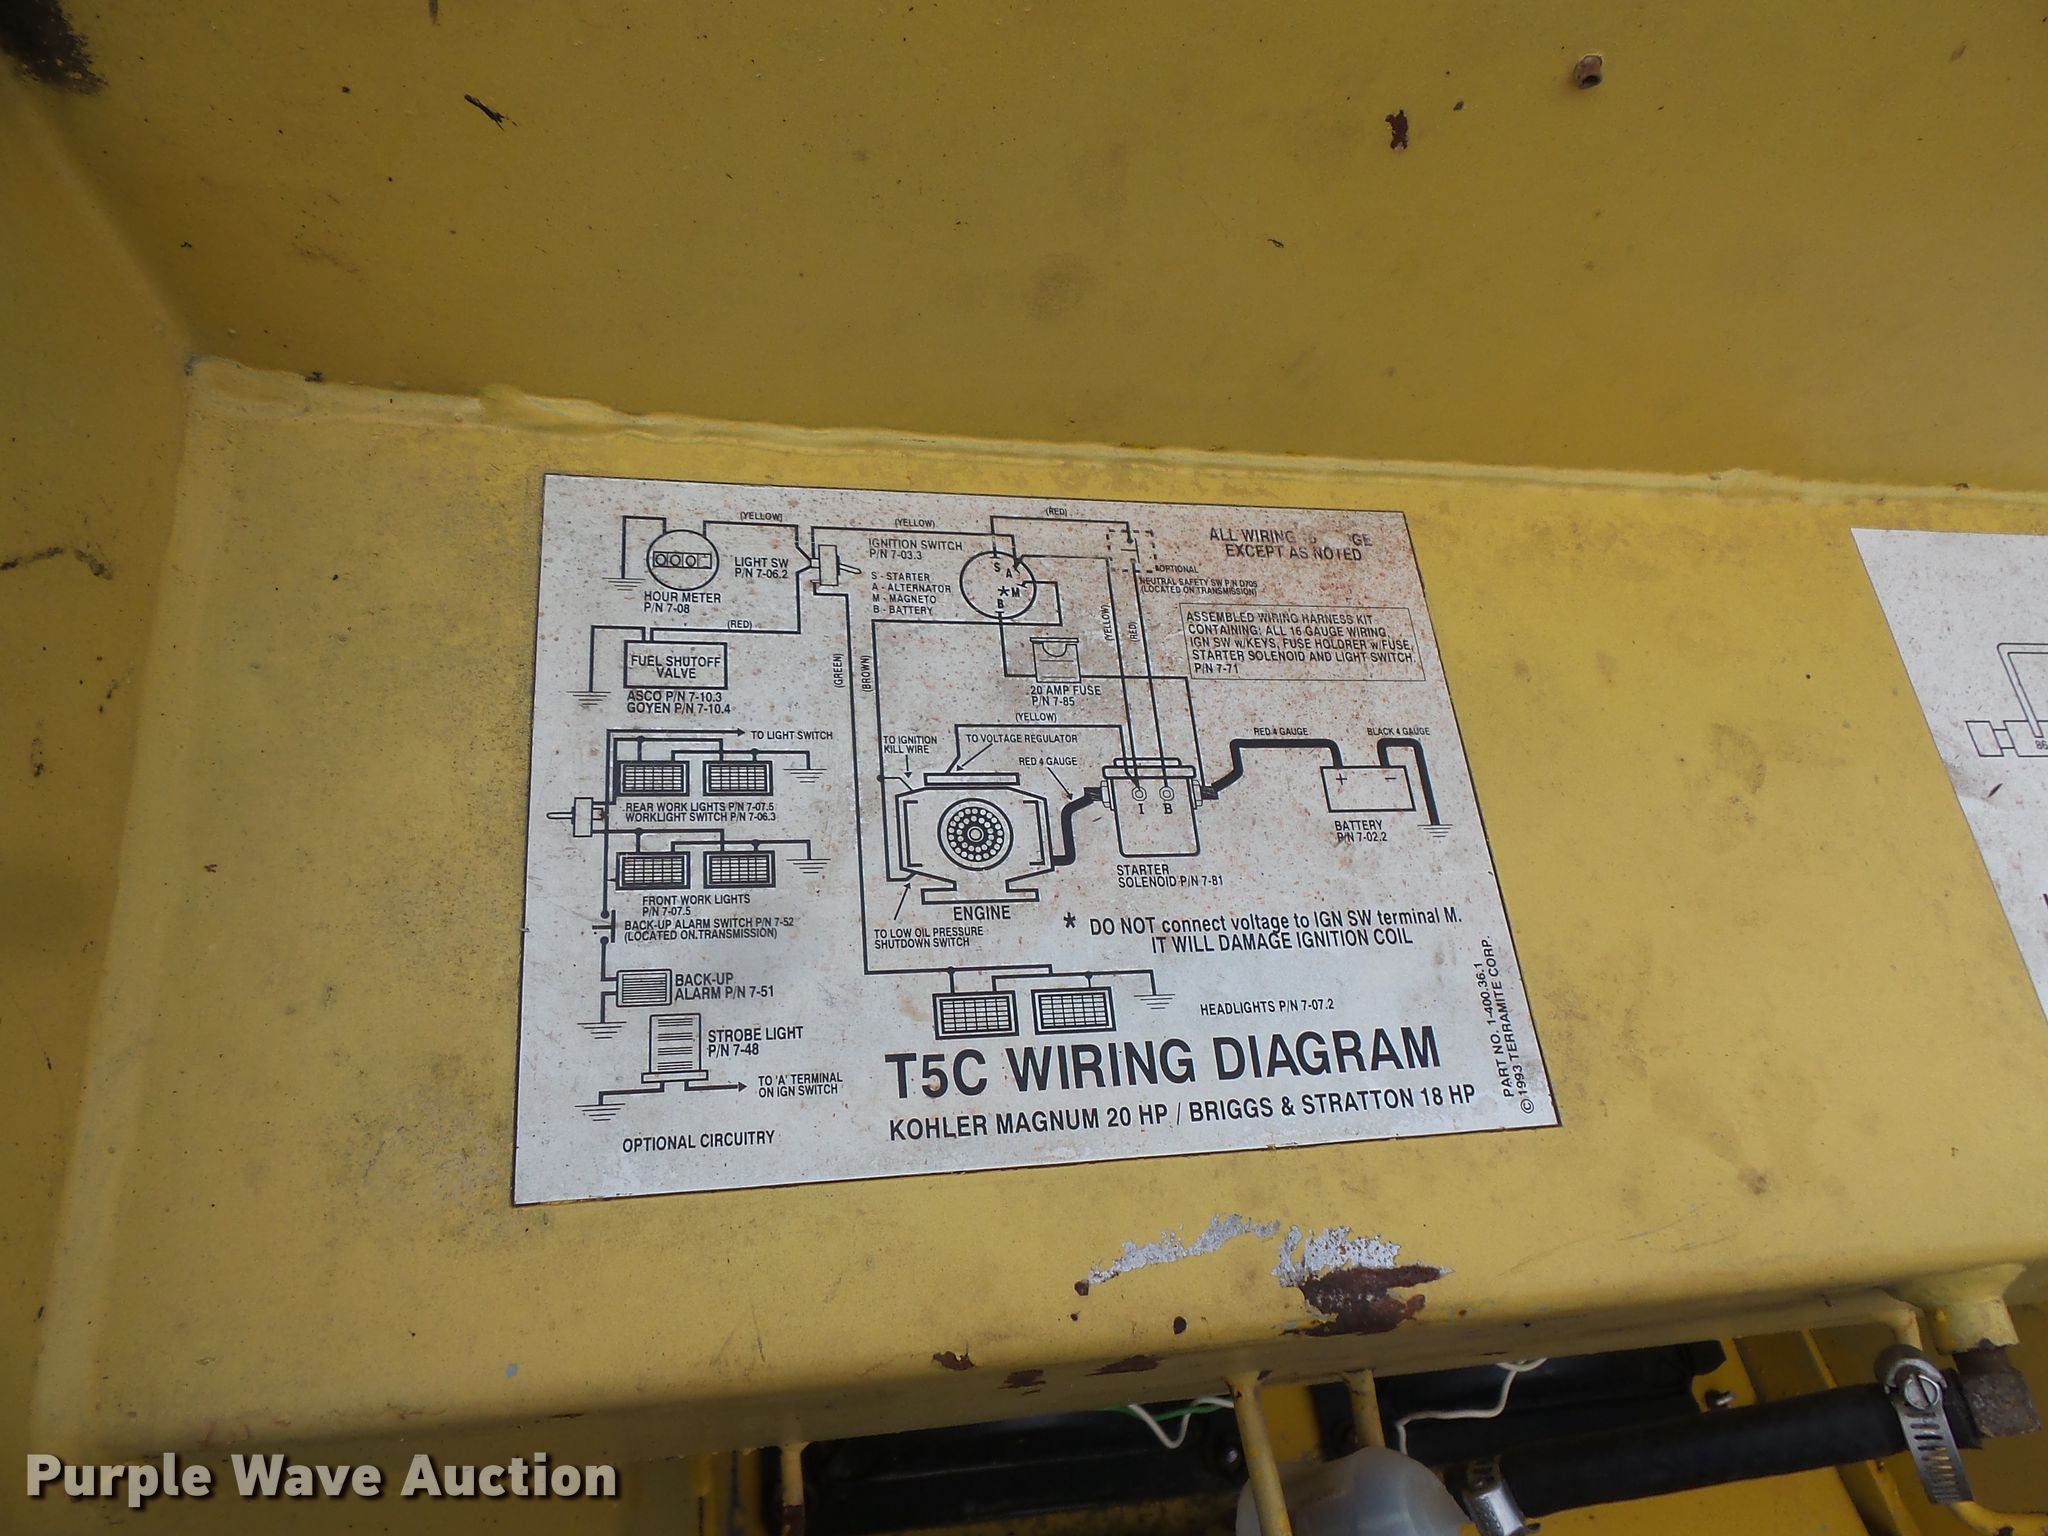 (YELLOW)
(YELLOW)
(RED)
ALL WIRING GE
EXCEPT AS NOTED
IGNITION SWITCH
P/N 7-03.3
LIGHT SW
P/N 7-06.2
S - STARTER
A - ALTERNATOR
M - MAGNETO
B - BATTERY
S
A
*M
B
OPTIONAL
NEUTRAL SAFETY SW P/N D705
(LOCATED ON TRANSMISSION)
HOUR METER
P/N 7-08
(RED)
(YELLOW)
(RED)
ASSEMBLED WIRING HARNESS KIT
CONTAINING: ALL 16 GAUGE WIRING,
IGN SW w/KEYS, FUSE HOLDRER w/FUSE,
STARTER SOLENOID AND LIGHT SWITCH.
P/N 7-71
FUEL SHUTOFF
VALVE
ASCO P/N 7-10.3
GOYEN P/N 7-10.4
(GREEN)
(BROWN)
20 AMP FUSE
P/N 7-85
(YELLOW)
TO LIGHT SWITCH
TO IGNITION
KILL WIRE
TO VOLTAGE REGULATOR
RED 4 GAUGE
RED 4 GAUGE
BLACK 4 GAUGE
+ −
I B
REAR WORK LIGHTS P/N 7-07.5
WORKLIGHT SWITCH P/N 7-06.3
BATTERY
P/N 7-02.2
STARTER
SOLENOID P/N 7-81
FRONT WORK LIGHTS
P/N 7-07.5
BACK-UP ALARM SWITCH P/N 7-52
(LOCATED ON TRANSMISSION)
ENGINE
TO LOW OIL PRESSURE
SHUTDOWN SWITCH
* DO NOT connect voltage to IGN SW terminal M.
IT WILL DAMAGE IGNITION COIL
BACK-UP
ALARM P/N 7-51
HEADLIGHTS P/N 7-07.2
STROBE LIGHT
P/N 7-48
TO 'A' TERMINAL
ON IGN SWITCH
T5C WIRING DIAGRAM
KOHLER MAGNUM 20 HP / BRIGGS & STRATTON 18 HP
OPTIONAL CIRCUITRY
PART NO. 1-400.36.1
© 1993 TERRAMITE CORP.
Purple Wave Auction